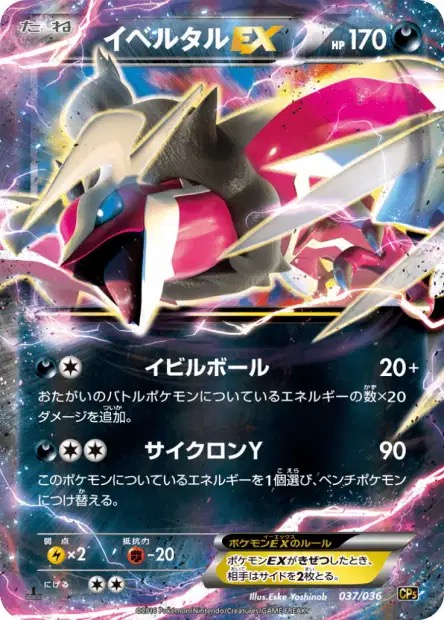 たね イベルタルEX HP170
イビルボール 20+
おたがいのバトルポケモンについているエネルギーの数×20
ダメージを追加。
サイクロンY 90
このポケモンについているエネルギーを1個選び、ベンチポケモン
につけ替える。
弱点 抵抗力
×2 -20
にげる
ポケモンEXのルール
ポケモンEXがきぜつしたとき、
相手はサイドを2枚とる。
Illus.Eske Yoshinob 037/036 CP5
©2016 Pokémon/Nintendo/Creatures/GAME FREAK.